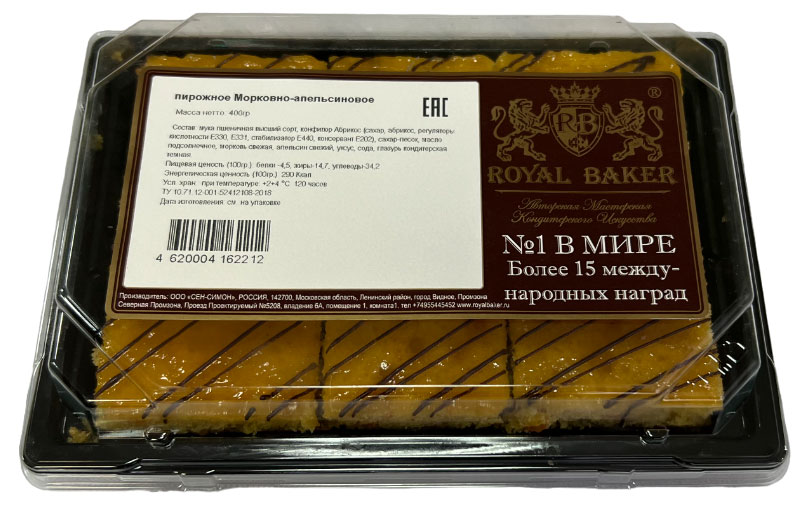 пирожное Морковно-апельсиновое
Масса нетто: 400гр
EAC
Состав: мука пшеничная высший сорт, конфитюр Абрикос (сахар, абрикос, регуляторы
кислотности Е330, Е331, стабилизатор Е440, консервант Е202), сахар-песок, масло
подсолнечное, морковь свежая, апельсин свежий, уксус, сода, глазурь кондитерская
темная
Пищевая ценость (100гр.): белки -4,5, жиры-14,7, углеводы-34,2
Энергетическая ценность (100гр.): 290 Ккал
Усл. хран.: при температуре: +2+4 °С 120 часов
ТУ 10.71.12-001-52412108-2018
Дата изготовления: см. на упаковке
4 620004 162212
®
RB
ROYAL BAKER
Авторская Мастерская
Кондитерского Искусства
№1 В МИРЕ
Более 15 между-
народных наград
Производитель: ООО «СЕН-СИМОН», РОССИЯ, 142700, Московская область, Ленинский район, город Видное, Промзона
Северная Промзона, Проезд Проектируемый №5208, владение 6А, помещение 1, комната1. тел +74955445452 www.royalbaker.ru